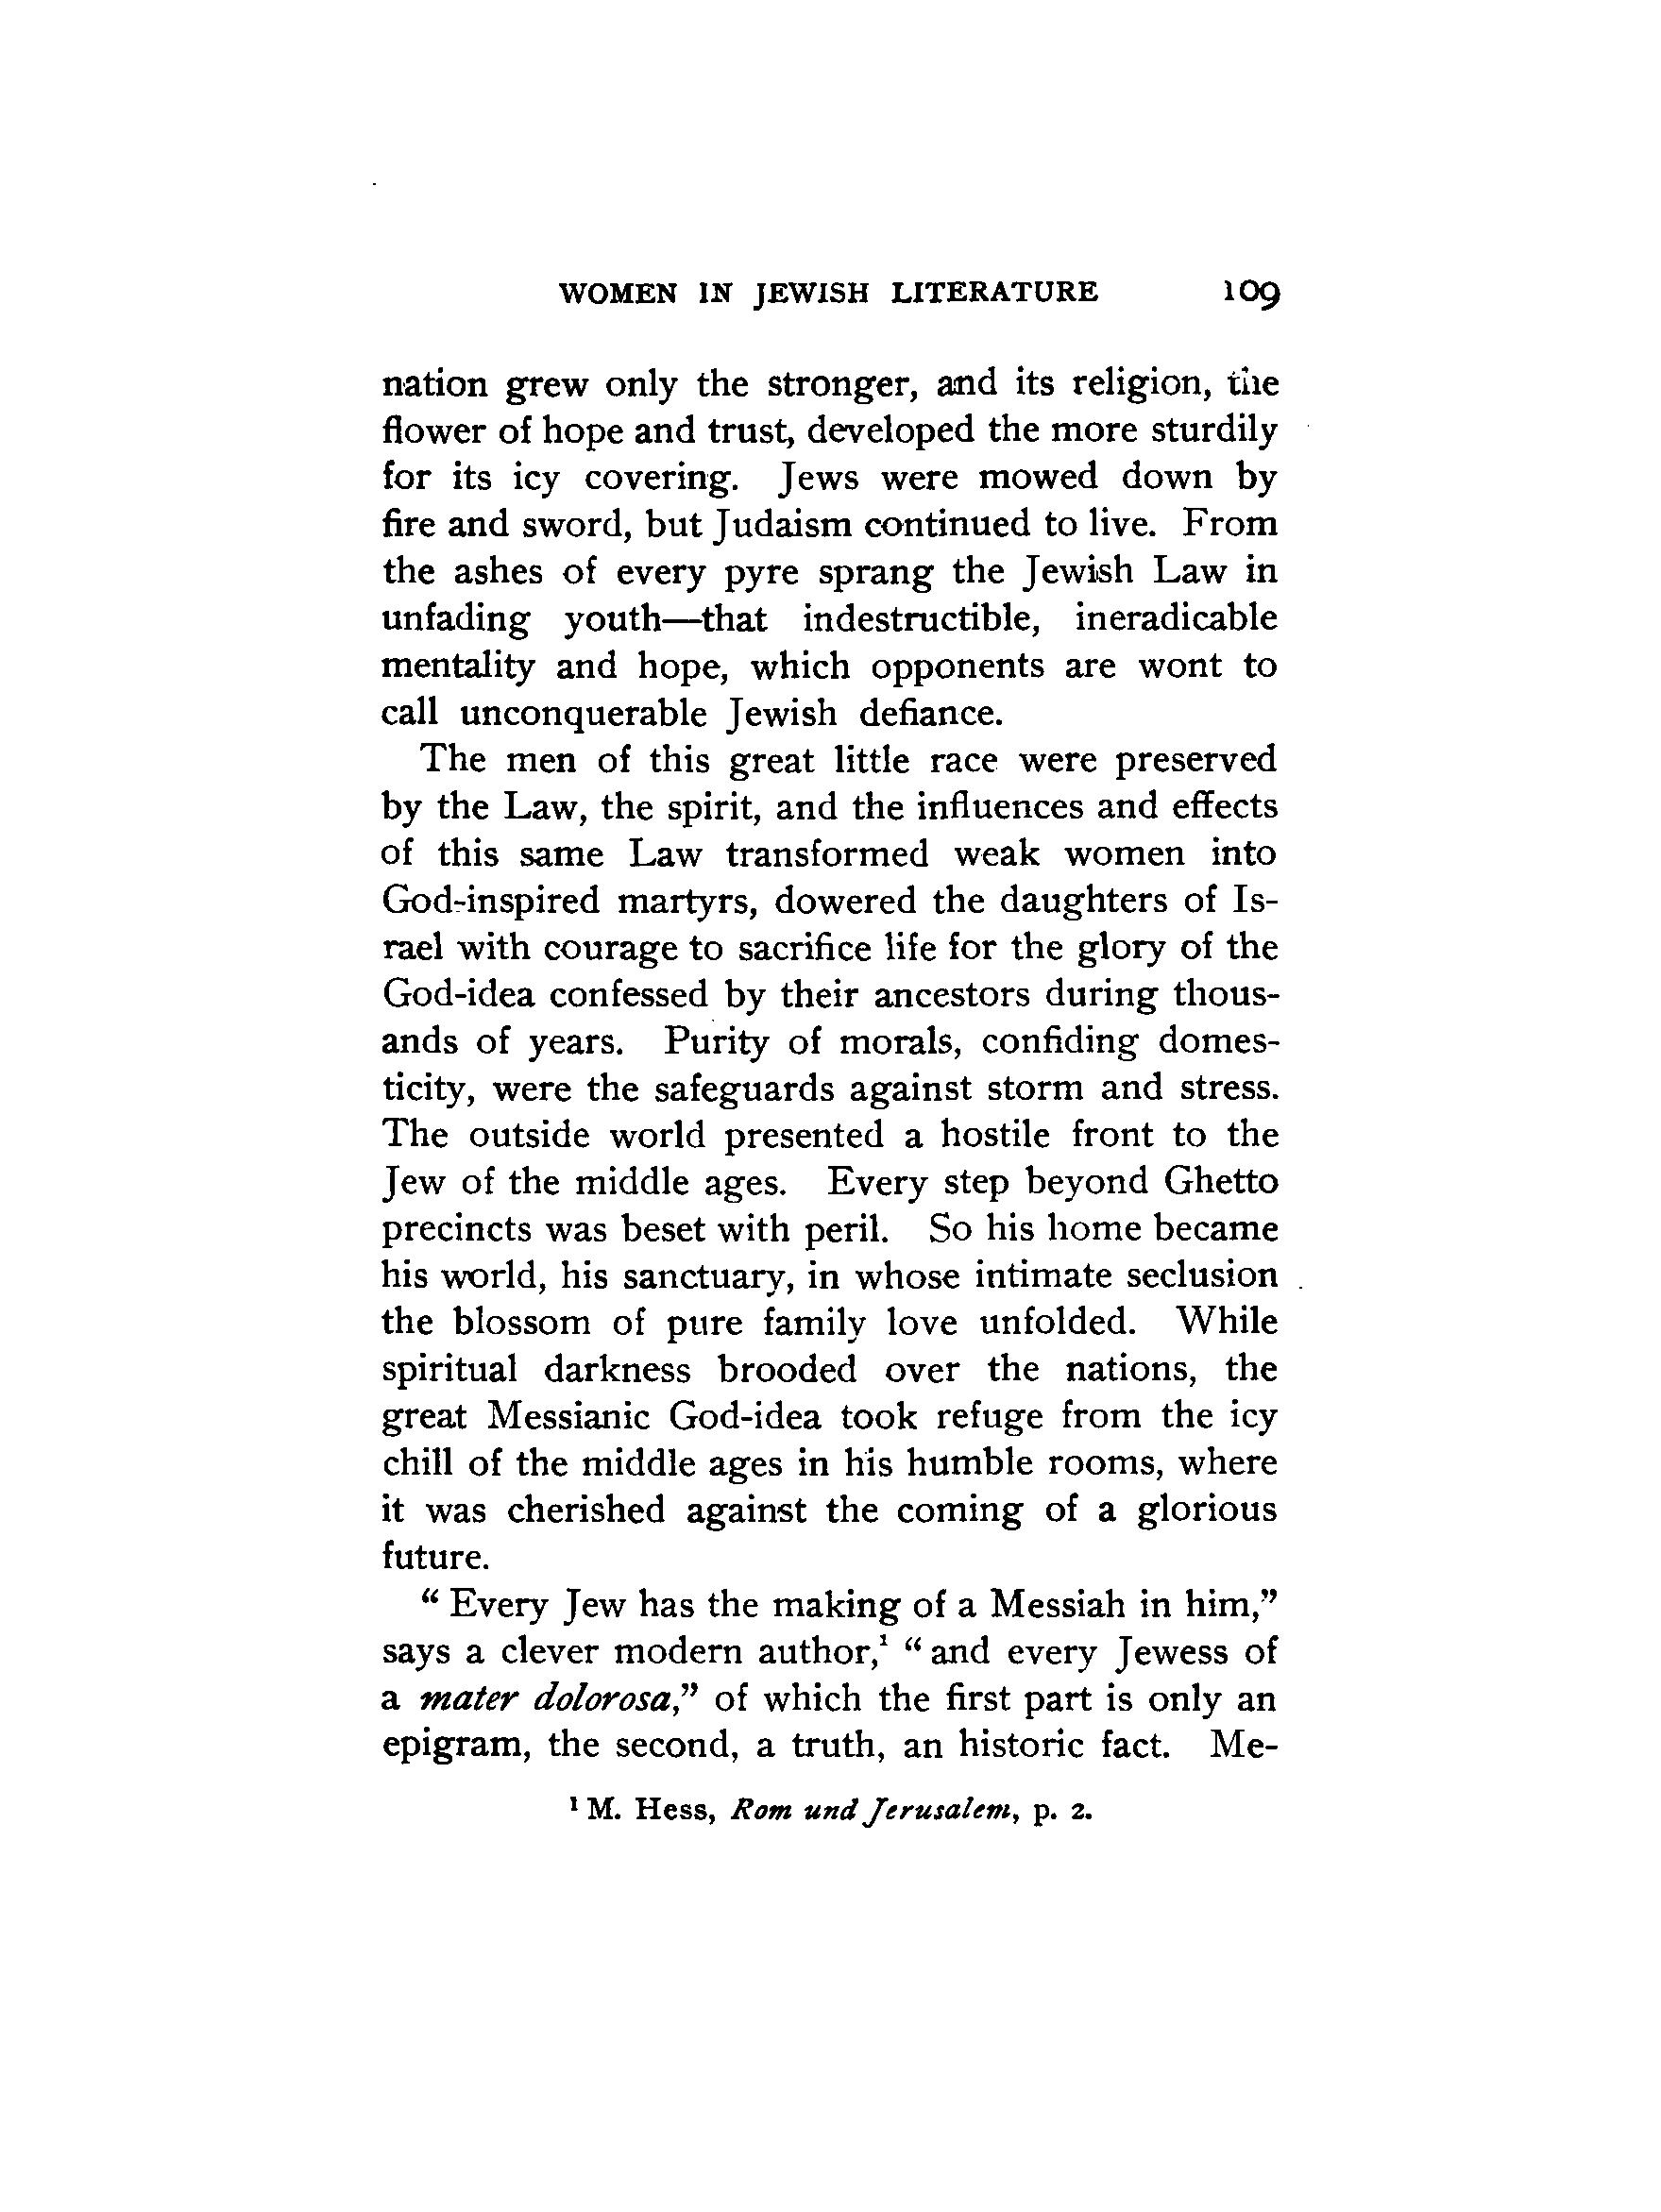 WOMEN IN JEWISH LITERATURE 109
nation grew only the stronger, and its religion, the
flower of hope and trust, developed the more sturdily
for its icy covering. Jews were mowed down by
fire and sword, but Judaism continued to live. From
the ashes of every pyre sprang the Jewish Law in
unfading youth—that indestructible, ineradicable
mentality and hope, which opponents are wont to
call unconquerable Jewish defiance.
The men of this great little race were preserved
by the Law, the spirit, and the influences and effects
of this same Law transformed weak women into
God-inspired martyrs, dowered the daughters of Is-
rael with courage to sacrifice life for the glory of the
God-idea confessed by their ancestors during thous-
ands of years. Purity of morals, confiding domes-
ticity, were the safeguards against storm and stress.
The outside world presented a hostile front to the
Jew of the middle ages. Every step beyond Ghetto
precincts was beset with peril. So his home became
his world, his sanctuary, in whose intimate seclusion
the blossom of pure family love unfolded. While
spiritual darkness brooded over the nations, the
great Messianic God-idea took refuge from the icy
chill of the middle ages in his humble rooms, where
it was cherished against the coming of a glorious
future.
“ Every Jew has the making of a Messiah in him,”
says a clever modern author,¹ “ and every Jewess of
a mater dolorosa,” of which the first part is only an
epigram, the second, a truth, an historic fact. Me-
¹ M. Hess, Rom und Jerusalem, p. 2.